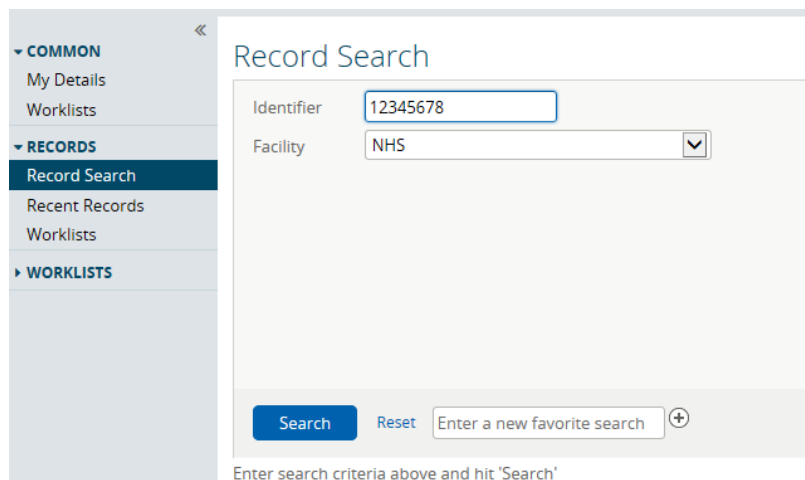 COMMON
My Details
Worklists
RECORDS
Record Search
Recent Records
Worklists
WORKLISTS
Record Search
Identifier 12345678
Facility NHS
Search Reset Enter a new favorite search
Enter search criteria above and hit 'Search'